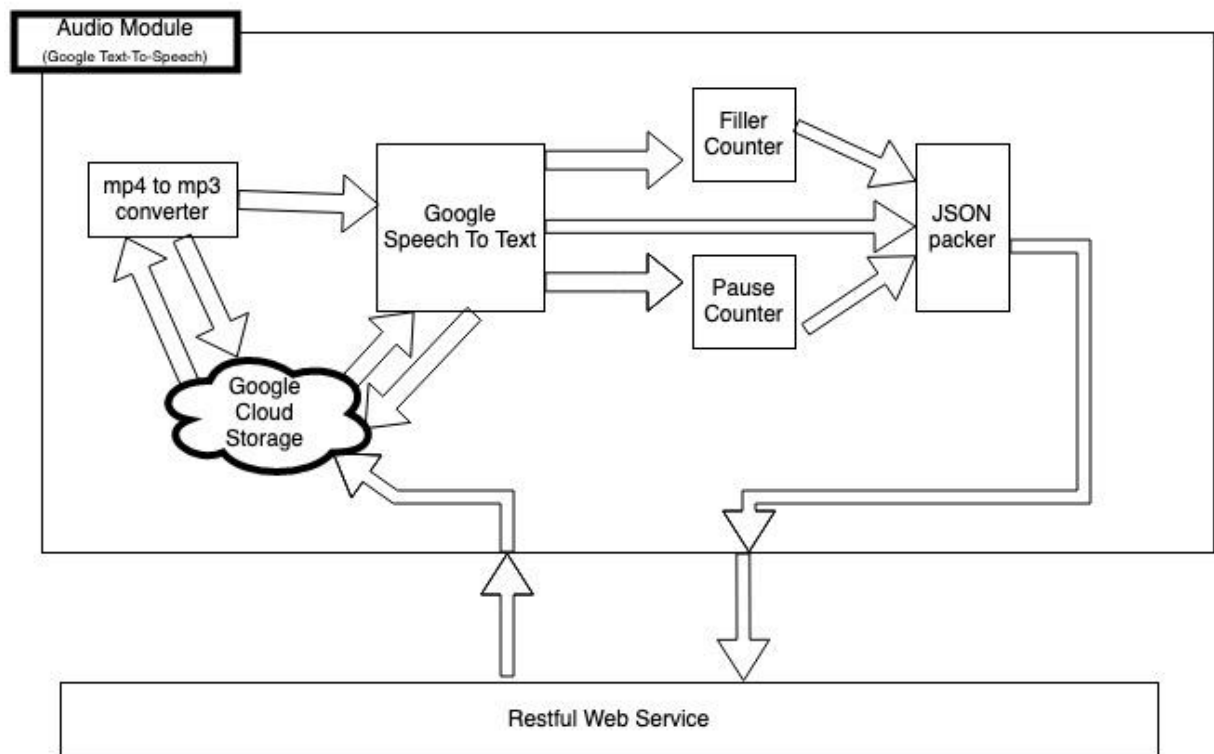 Audio Module
(Google Text-To-Speech)
mp4 to mp3
converter
Google
Speech To Text
Filler
Counter
Pause
Counter
JSON
packer
Google
Cloud
Storage
Restful Web Service